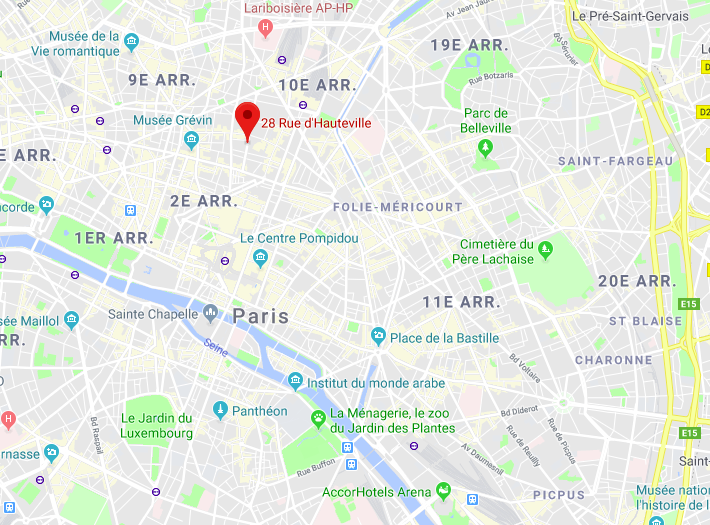 Lariboisière AP-HP
Av Jean Jaurès
Le Pré-Saint-Gervais
Musée de la
Vie romantique
19E ARR.
Bd Sérurier
9E ARR.
10E ARR.
Rue Botzaris
Musée Grévin
28 Rue d'Hauteville
Parc de
Belleville
E ARR.
SAINT-FARGEAU
2E ARR.
FOLIE-MÉRICOURT
corde
1ER ARR.
Le Centre Pompidou
Cimetière du
Père Lachaise
20E ARR.
11E ARR.
E15
Sainte Chapelle
Paris
sée Maillol
ST BLAISE
RR.
Seine
Place de la Bastille
Bd Voltaire
CHARONNE
Institut du monde arabe
Panthéon
Le Jardin du
Luxembourg
Bd Raspail
La Ménagerie, le zoo
du Jardin des Plantes
Bd Diderot
Rue de Reuilly
Rue de Picpus
E15
rnasse
Rue Buffon
Av Daumesnil
Saint-
AccorHotels Arena
PICPUS
Musée nation
l'histoire de l